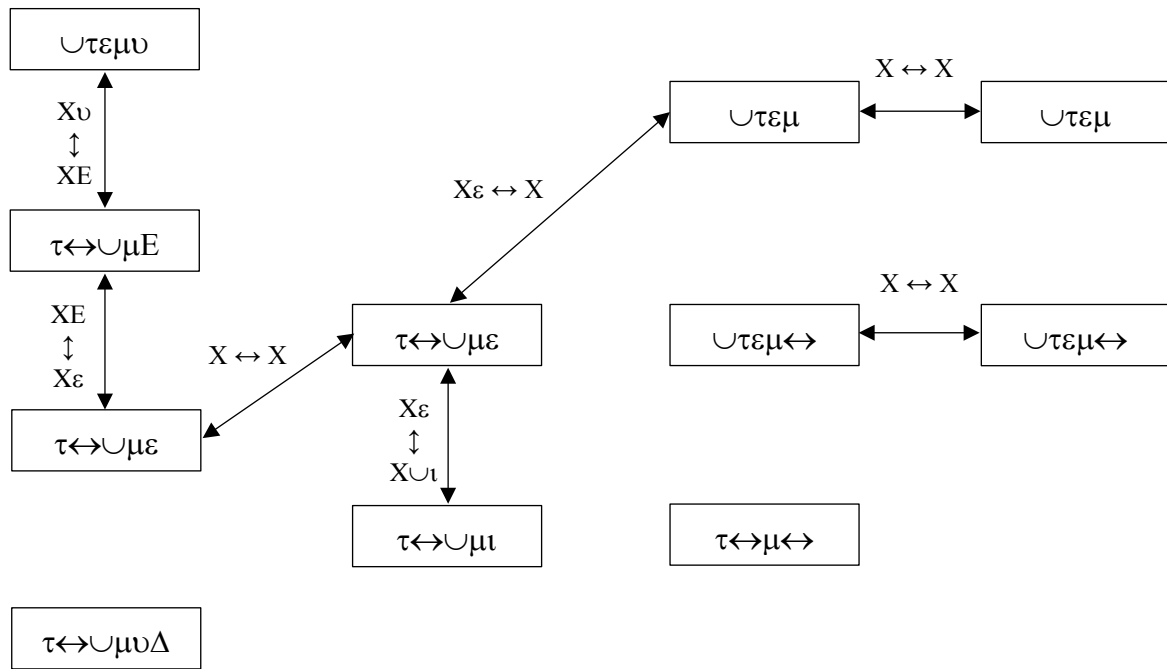 ∪τεμυ
X ↔ X
Xυ
↕
XE
∪τεμ
∪τεμ
Xε ↔ X
τ↔∪μE
X ↔ X
XE
↕
Xε
X ↔ X
τ↔∪με
∪τεμ↔
∪τεμ↔
τ↔∪με
Xε
↕
X∪ι
τ↔∪μι
τ↔μ↔
τ↔∪μυΔ